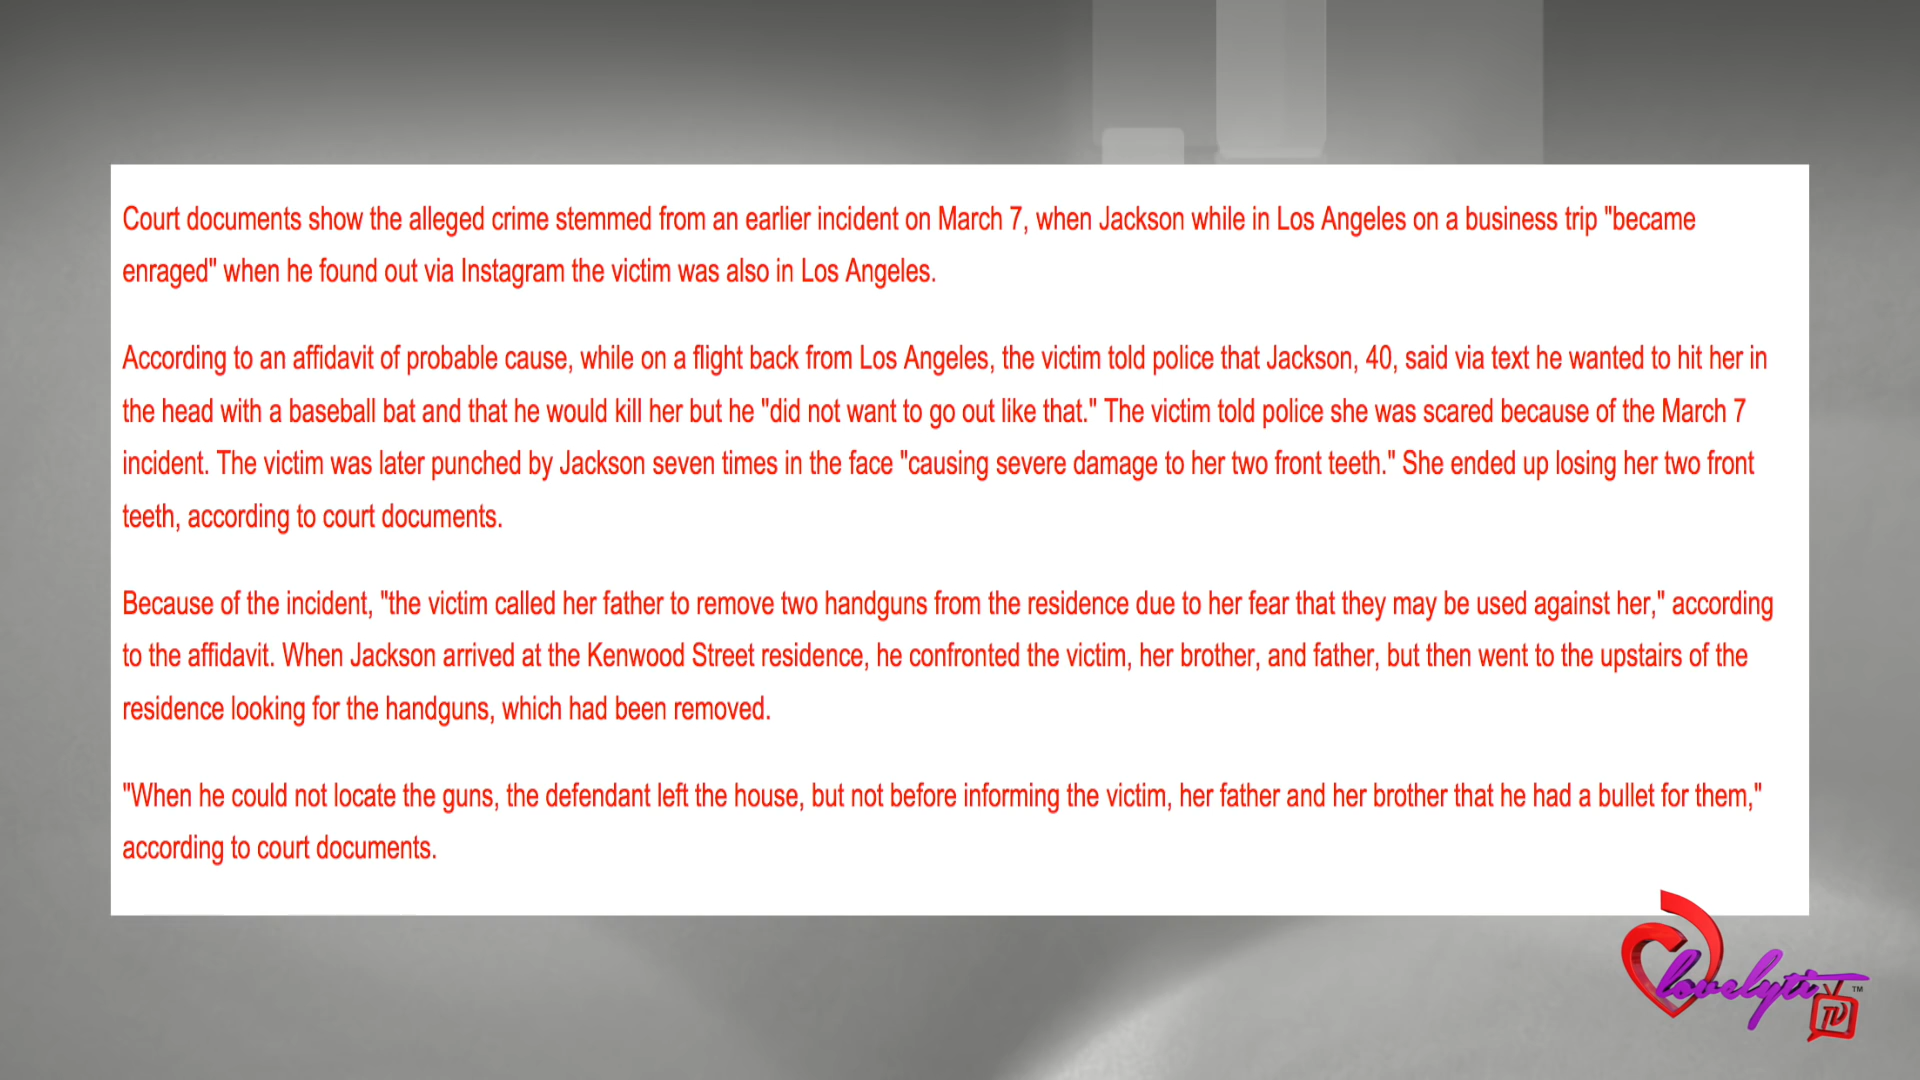 Court documents show the alleged crime stemmed from an earlier incident on March 7, when Jackson while in Los Angeles on a business trip "became
enraged" when he found out via Instagram the victim was also in Los Angeles.
According to an affidavit of probable cause, while on a flight back from Los Angeles, the victim told police that Jackson, 40, said via text he wanted to hit her in
the head with a baseball bat and that he would kill her but he "did not want to go out like that." The victim told police she was scared because of the March 7
incident. The victim was later punched by Jackson seven times in the face "causing severe damage to her two front teeth." She ended up losing her two front
teeth, according to court documents.
Because of the incident, "the victim called her father to remove two handguns from the residence due to her fear that they may be used against her," according
to the affidavit. When Jackson arrived at the Kenwood Street residence, he confronted the victim, her brother, and father, but then went to the upstairs of the
residence looking for the handguns, which had been removed.
"When he could not locate the guns, the defendant left the house, but not before informing the victim, her father and her brother that he had a bullet for them,"
according to court documents.
lovelyti
TV
™